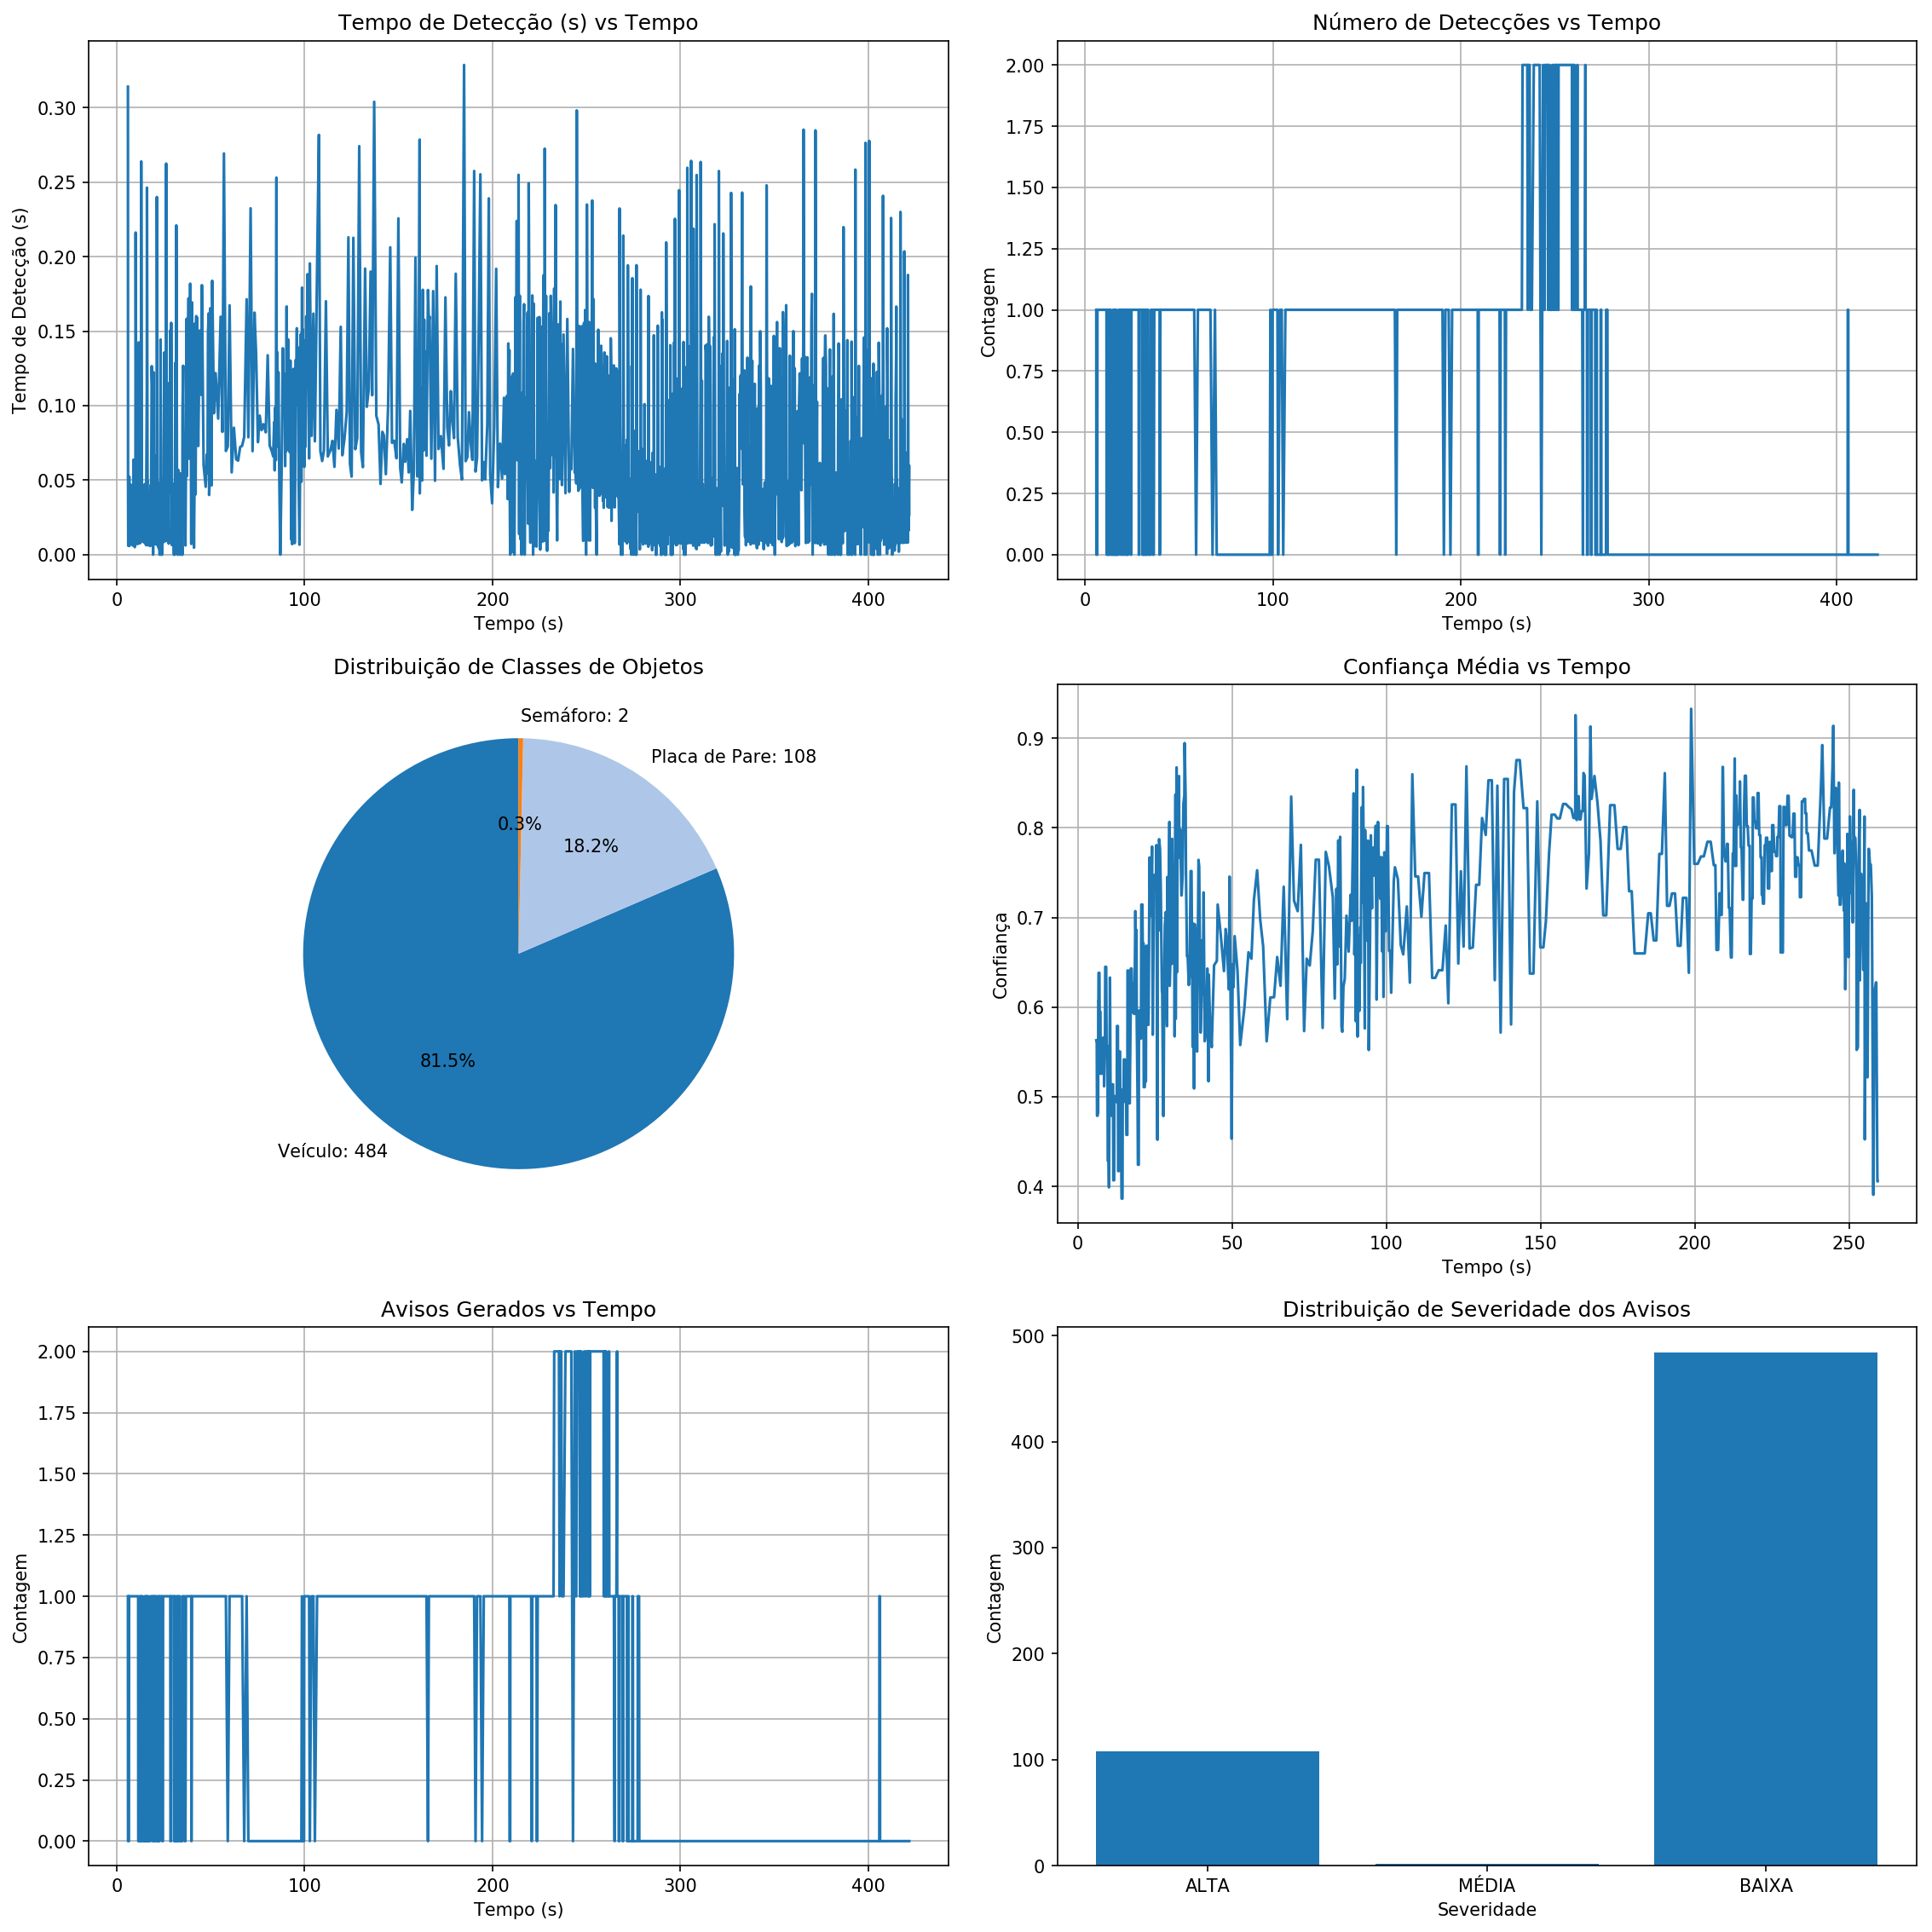 Tempo de Detecção (s) vs Tempo
Tempo de Detecção (s)
0.30
0.25
0.20
0.15
0.10
0.05
0.00
0 100 200 300 400
Tempo (s)
Número de Detecções vs Tempo
Contagem
2.00
1.75
1.50
1.25
1.00
0.75
0.50
0.25
0.00
0 100 200 300 400
Tempo (s)
Distribuição de Classes de Objetos
Semáforo: 2
Placa de Pare: 108
0.3%
18.2%
81.5%
Veículo: 484
Confiança Média vs Tempo
Confiança
0.9
0.8
0.7
0.6
0.5
0.4
0 50 100 150 200 250
Tempo (s)
Avisos Gerados vs Tempo
Contagem
2.00
1.75
1.50
1.25
1.00
0.75
0.50
0.25
0.00
0 100 200 300 400
Tempo (s)
Distribuição de Severidade dos Avisos
Contagem
500
400
300
200
100
0
ALTA MÉDIA BAIXA
Severidade